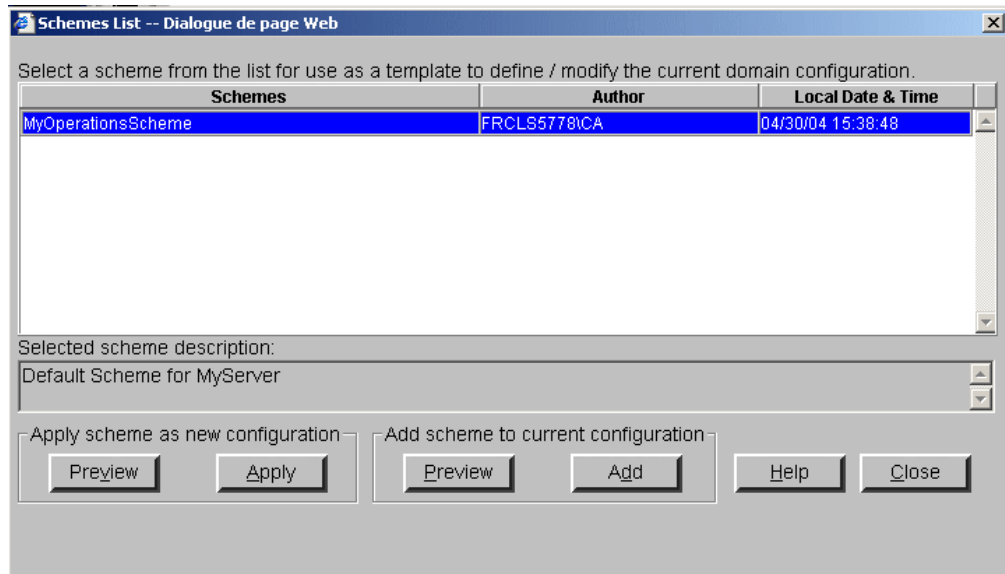 Schemes List -- Dialogue de page Web
Select a scheme from the list for use as a template to define / modify the current domain configuration.
Schemes Author Local Date & Time
MyOperationsScheme FRCLS5778\CA 04/30/04 15:38:48
Selected scheme description:
Default Scheme for MyServer
Apply scheme as new configuration Add scheme to current configuration
Preview Apply Preview Add Help Close